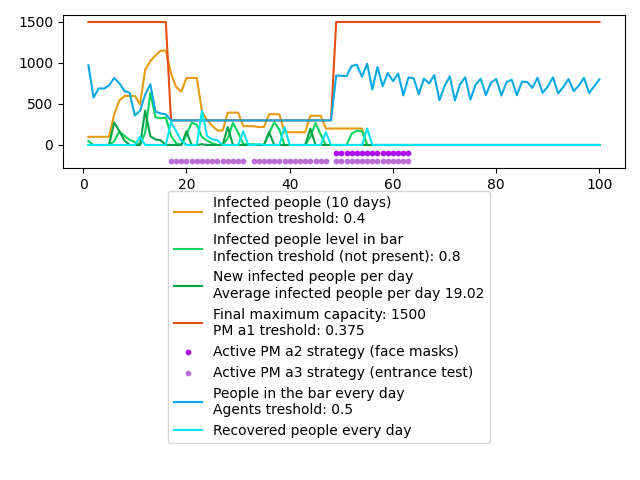 1500
1000
500
0
0 20 40 60 80 100
Infected people (10 days)
Infection treshold: 0.4
Infected people level in bar
Infection treshold (not present): 0.8
New infected people per day
Average infected people per day 19.02
Final maximum capacity: 1500
PM a1 treshold: 0.375
Active PM a2 strategy (face masks)
Active PM a3 strategy (entrance test)
People in the bar every day
Agents treshold: 0.5
Recovered people every day